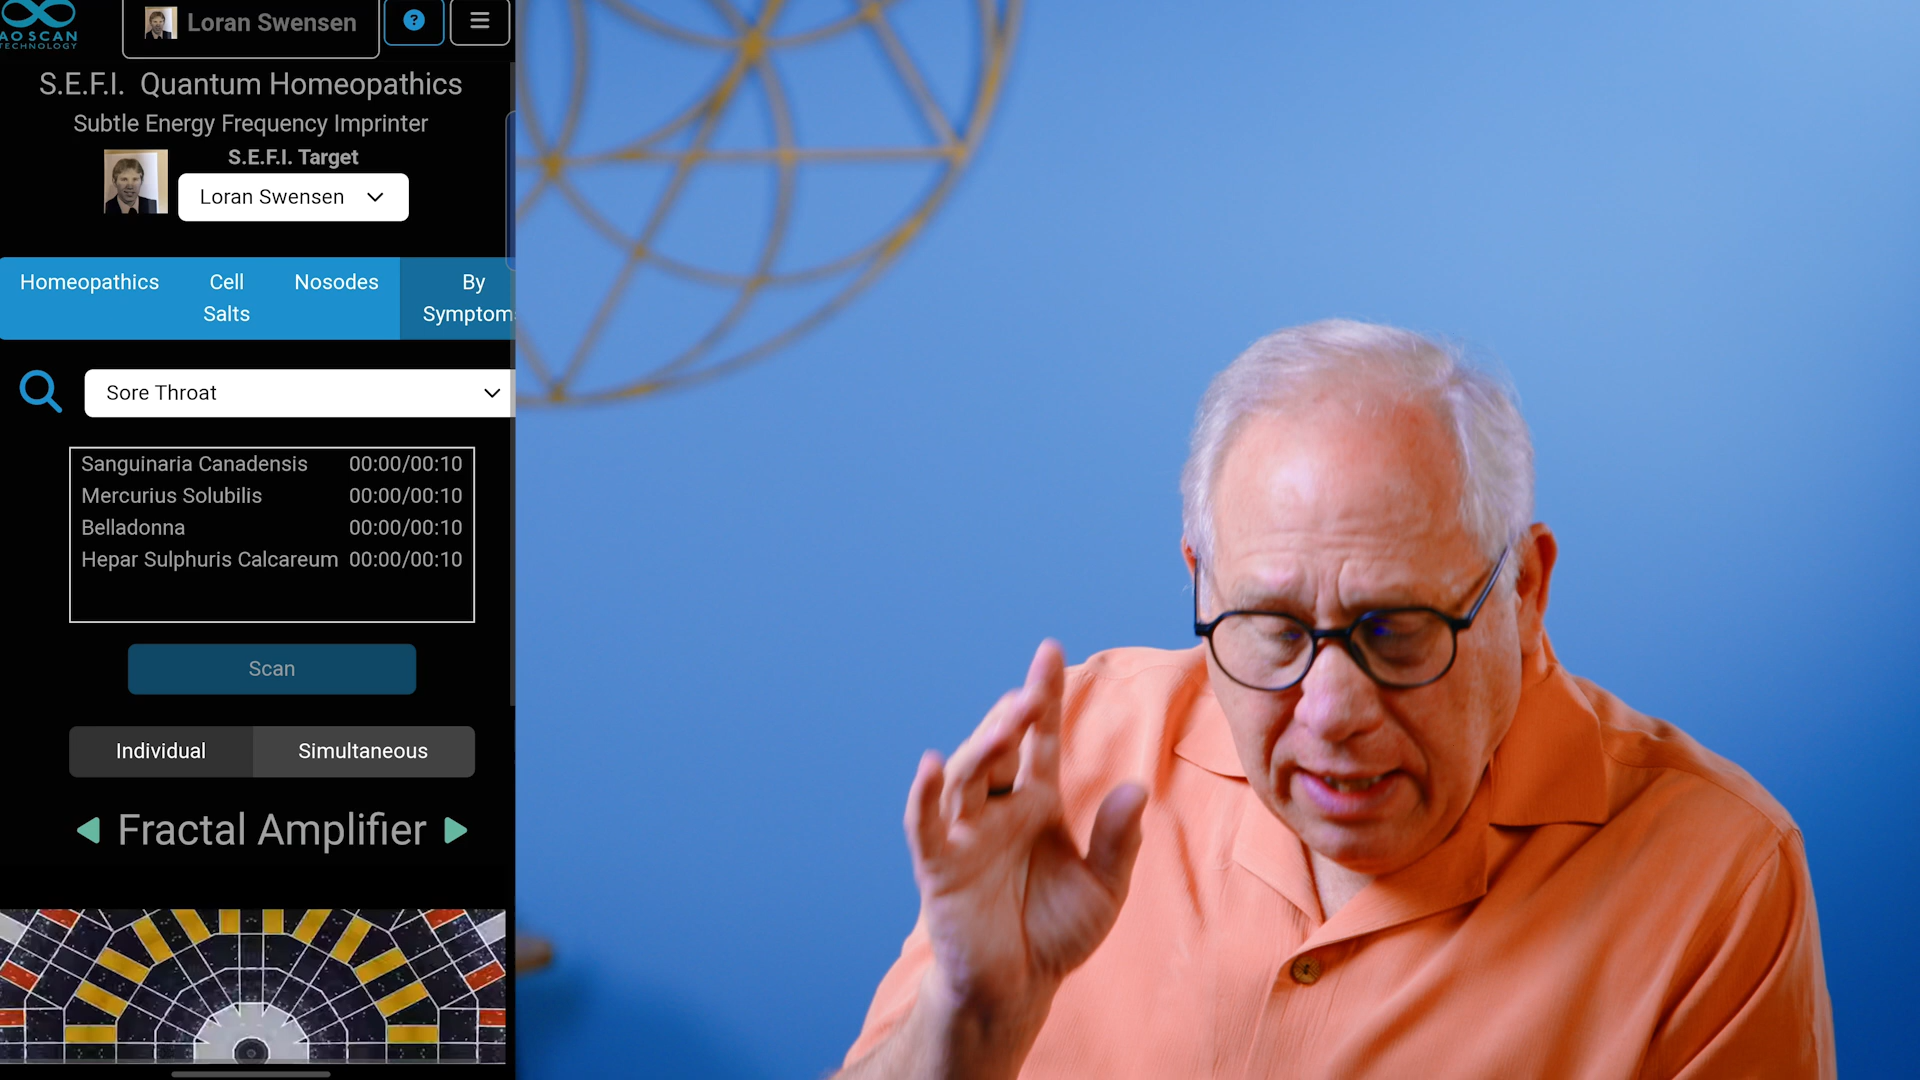 AO SCAN
TECHNOLOGY
Loran Swensen
?
S.E.F.I. Quantum Homeopathics
Subtle Energy Frequency Imprinter
S.E.F.I. Target
Loran Swensen
Homeopathics
Cell
Salts
Nosodes
By
Symptom
Sore Throat
Sanguinaria Canadensis 00:00/00:10
Mercurius Solubilis 00:00/00:10
Belladonna 00:00/00:10
Hepar Sulphuris Calcareum 00:00/00:10
Scan
Individual
Simultaneous
Fractal Amplifier